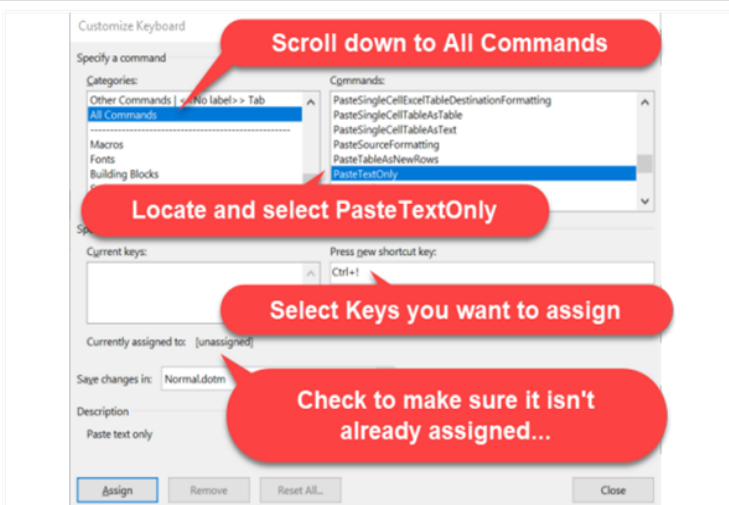 Customize Keyboard
Scroll down to All Commands
Specify a command
Categories:
Commands:
Other Commands | <No label>> Tab
All Commands
Macros
Fonts
Building Blocks
PasteSingleCellExcelTableDestinationFormatting
PasteSingleCellTableAsTable
PasteSingleCellTableAsText
PasteSourceFormatting
PasteTableAsNewRows
PasteTextOnly
Locate and select PasteTextOnly
Current keys:
Press new shortcut key:
Ctrl+!
Select Keys you want to assign
Currently assigned to: [unassigned]
Save changes in: Normal.dotm
Check to make sure it isn't
already assigned...
Description
Paste text only
Assign Remove Reset All... Close